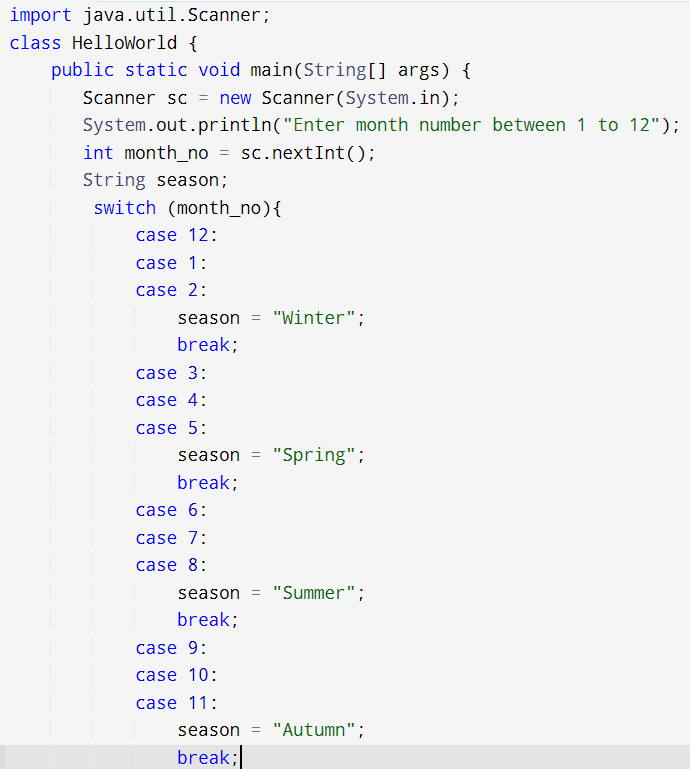 import java.util.Scanner;
class HelloWorld {
    public static void main(String[] args) {
       Scanner sc = new Scanner(System.in);
       System.out.println("Enter month number between 1 to 12");
       int month_no = sc.nextInt();
       String season;
        switch (month_no){
            case 12:
            case 1:
            case 2:
                season = "Winter";
                break;
            case 3:
            case 4:
            case 5:
                season = "Spring";
                break;
            case 6:
            case 7:
            case 8:
                season = "Summer";
                break;
            case 9:
            case 10:
            case 11:
                season = "Autumn";
                break;